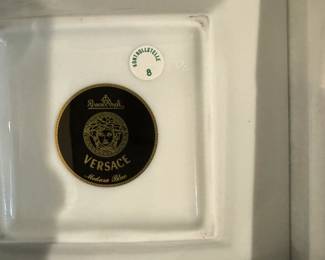 KONTROLLSTELLE
8
Rosenthal
VERSACE
Medusa Blue